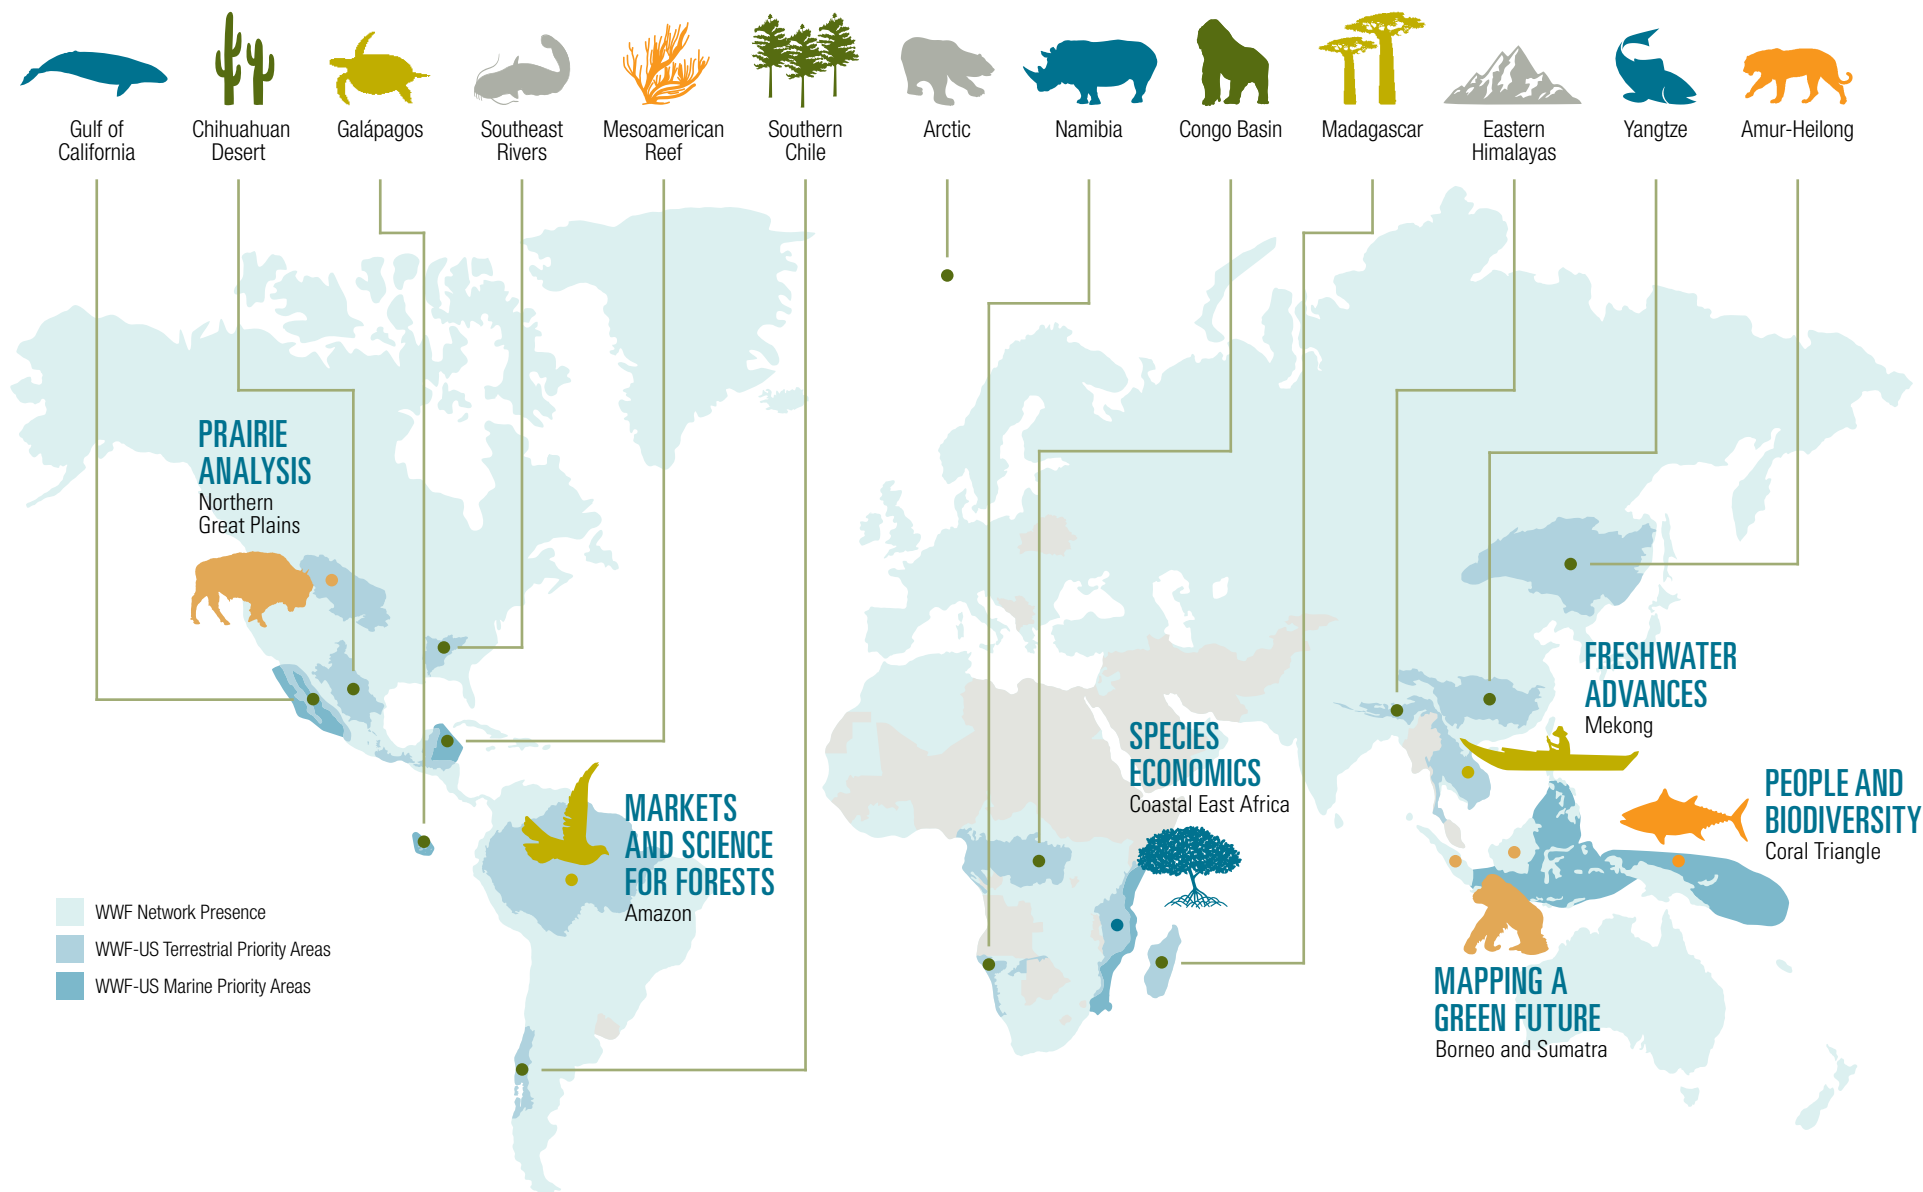 Gulf of
California
Chihuahuan
Desert
Galápagos
Southeast
Rivers
Mesoamerican
Reef
Southern
Chile
Arctic
Namibia
Congo Basin
Madagascar
Eastern
Himalayas
Yangtze
Amur-Heilong
PRAIRIE
ANALYSIS
Northern
Great Plains
FRESHWATER
ADVANCES
Mekong
SPECIES
ECONOMICS
Coastal East Africa
PEOPLE AND
BIODIVERSITY
Coral Triangle
MARKETS
AND SCIENCE
FOR FORESTS
Amazon
WWF Network Presence
WWF-US Terrestrial Priority Areas
WWF-US Marine Priority Areas
MAPPING A
GREEN FUTURE
Borneo and Sumatra